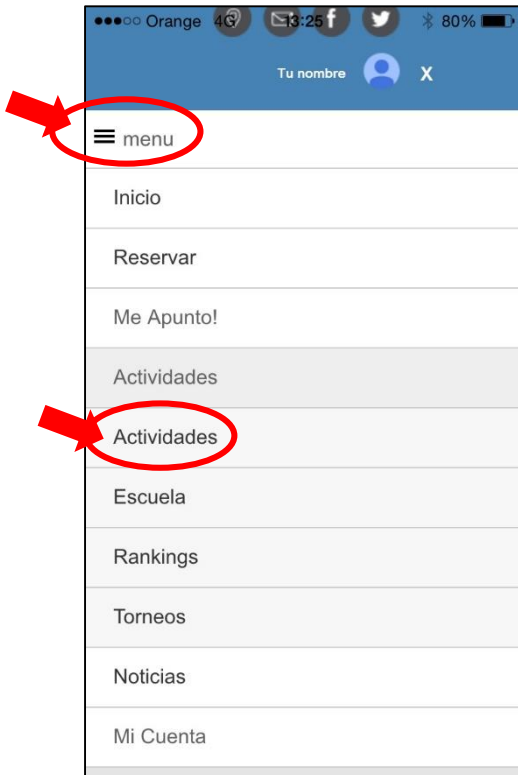 Orange 4G 13:25 80%
Tu nombre X
menu
Inicio
Reservar
Me Apunto!
Actividades
Actividades
Escuela
Rankings
Torneos
Noticias
Mi Cuenta